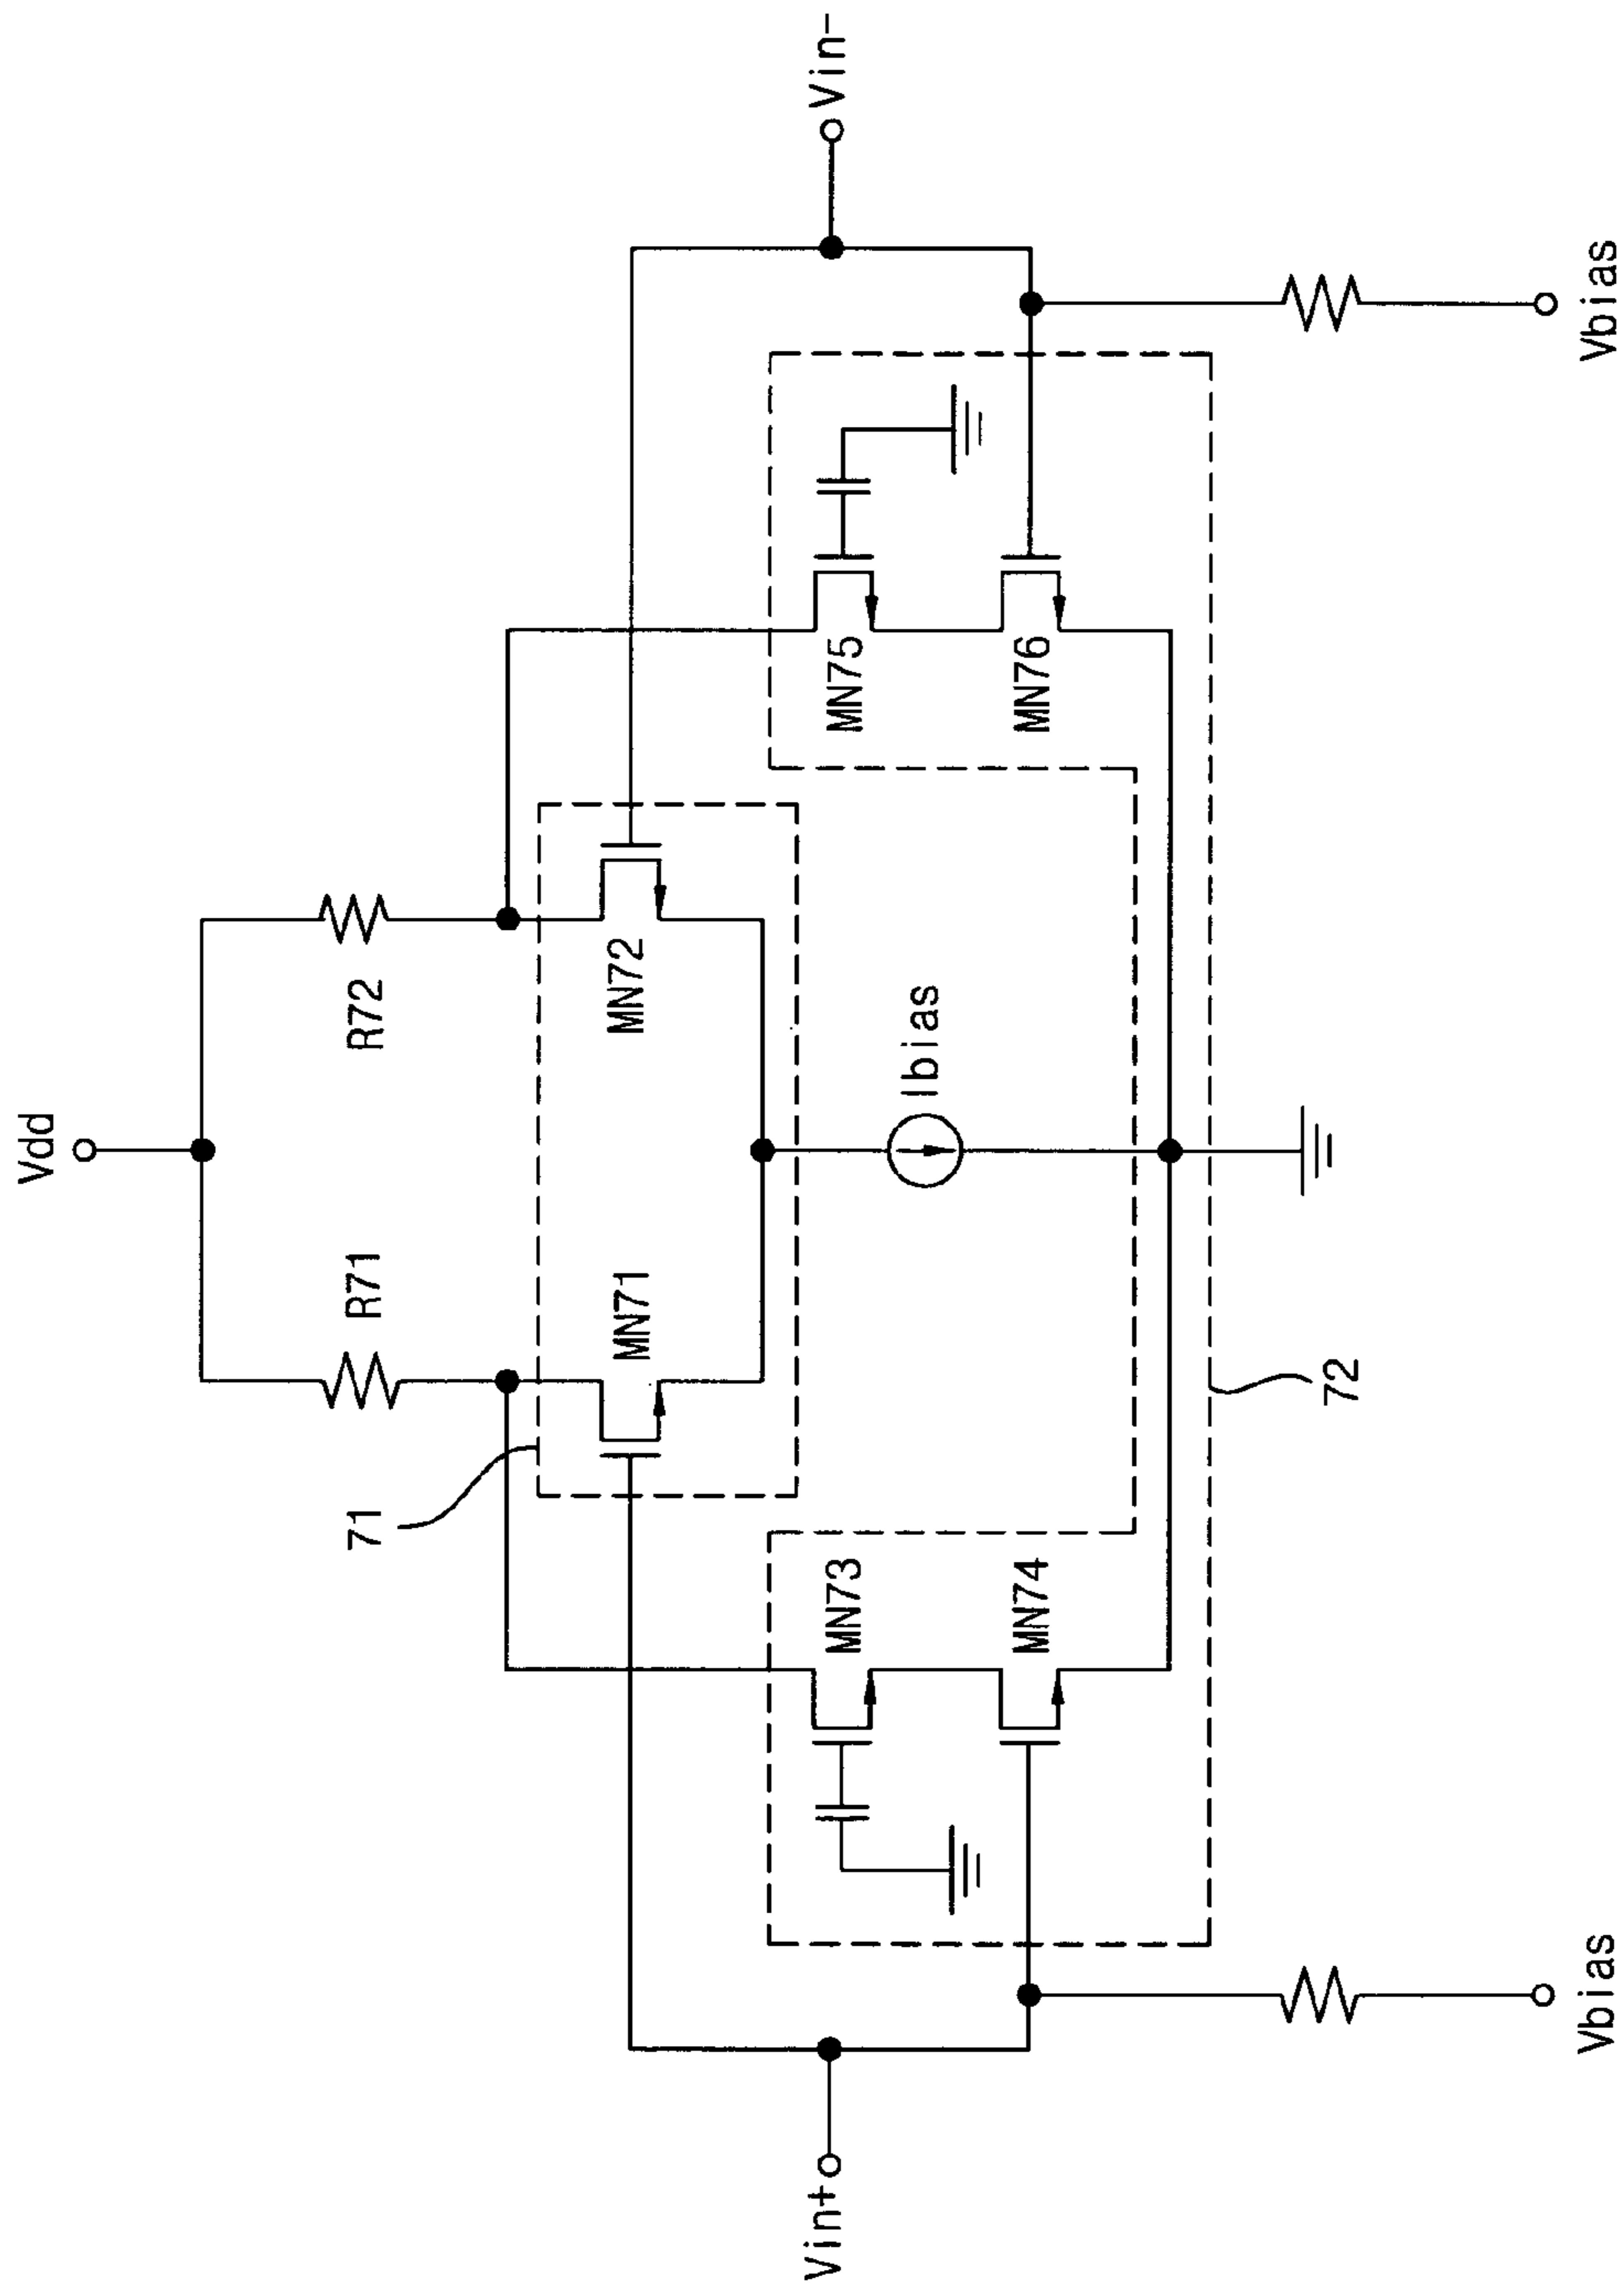 Vdd
R71
R72
71
MN71
MN72
Vin+
Vin-
MN73
MN75
Ibias
MN74
MN76
72
Vbias
Vbias